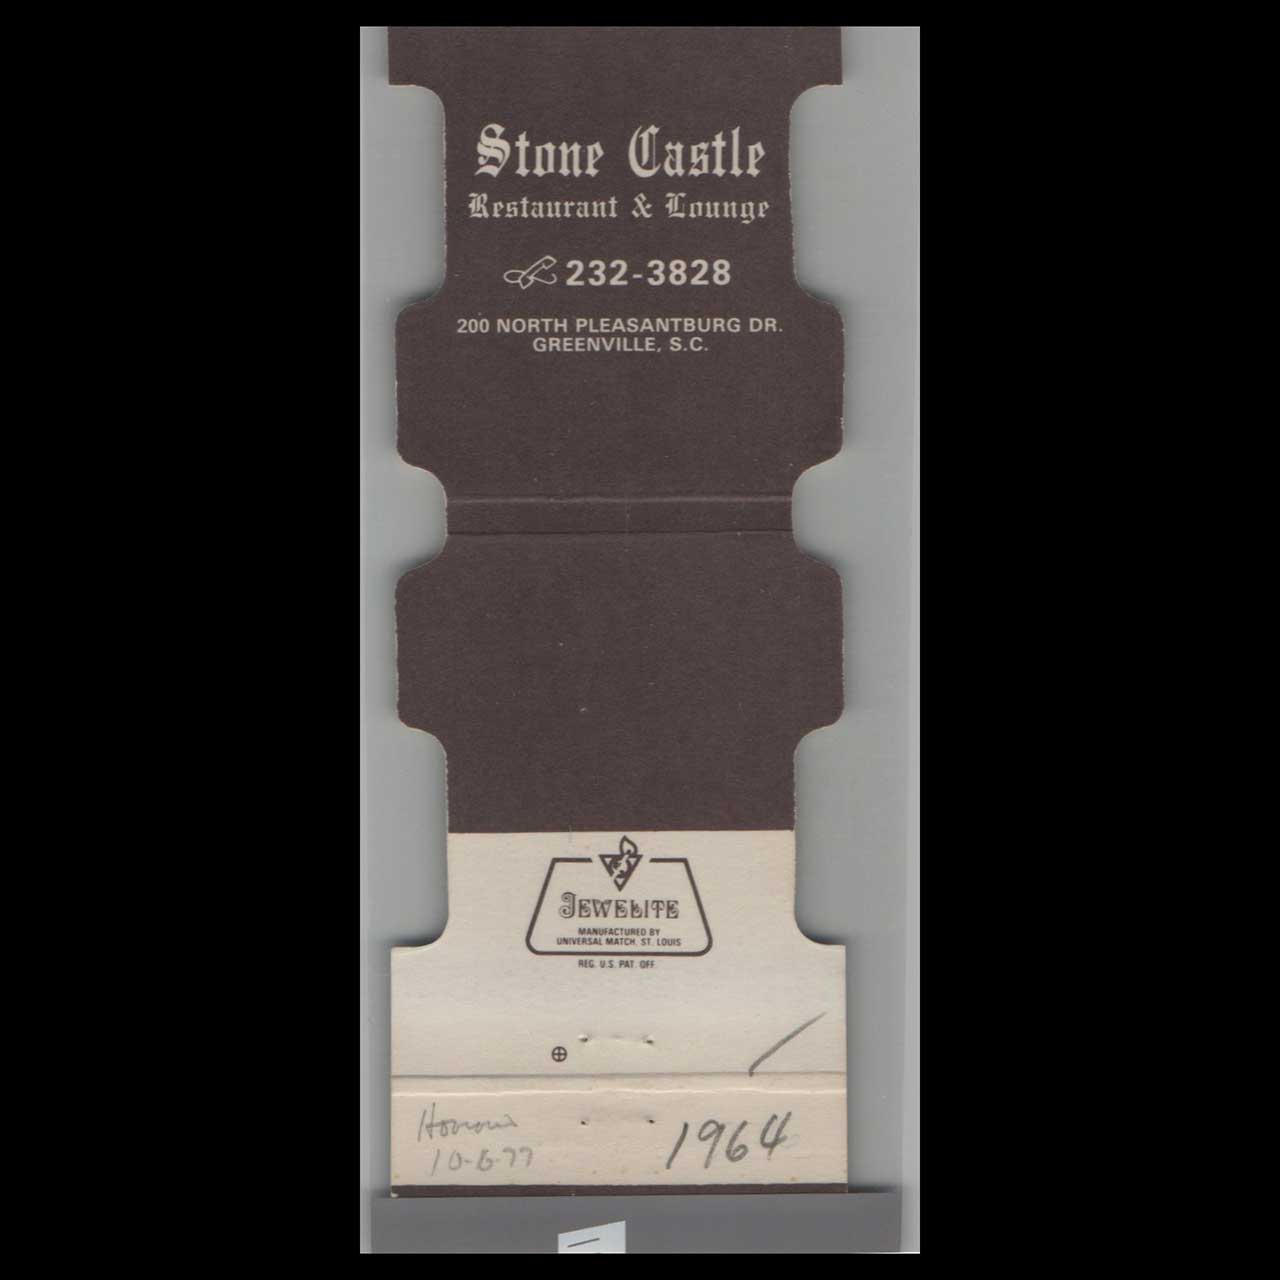 Stone Castle
Restaurant & Lounge
232-3828
200 NORTH PLEASANTBURG DR.
GREENVILLE, S.C.
JEWELITE
MANUFACTURED BY
UNIVERSAL MATCH, ST. LOUIS
REG. U.S. PAT. OFF.
10-6-77
1964